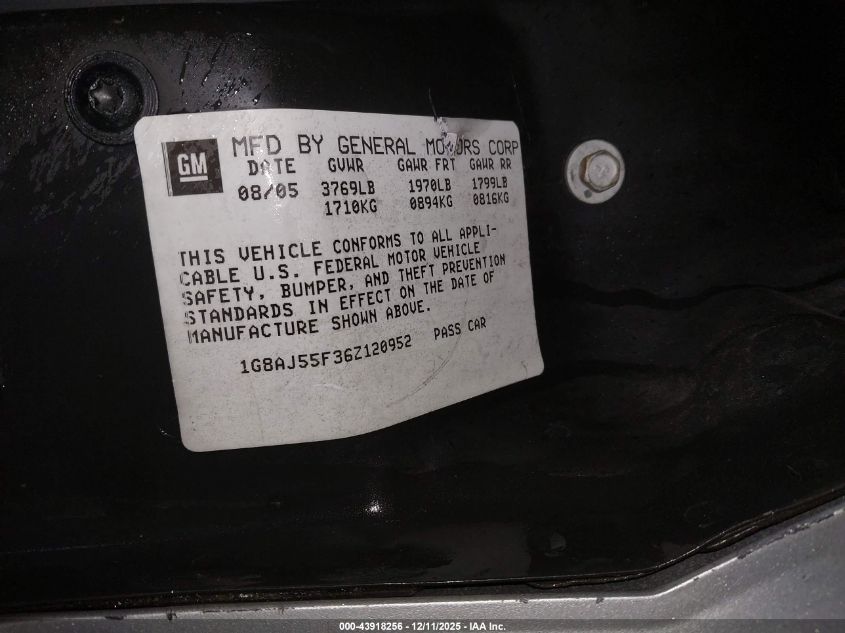 GM
MFD BY GENERAL MOTORS CORP
DATE GVWR GAWR FRT GAWR RR
08/05 3769LB 1970LB 1799LB
1710KG 0894KG 0816KG
THIS VEHICLE CONFORMS TO ALL APPLI-
CABLE U.S. FEDERAL MOTOR VEHICLE
SAFETY, BUMPER, AND THEFT PREVENTION
STANDARDS IN EFFECT ON THE DATE OF
MANUFACTURE SHOWN ABOVE.
1G8AJ55F36Z120952 PASS CAR
000-43918256 - 12/11/2025 - IAA Inc.